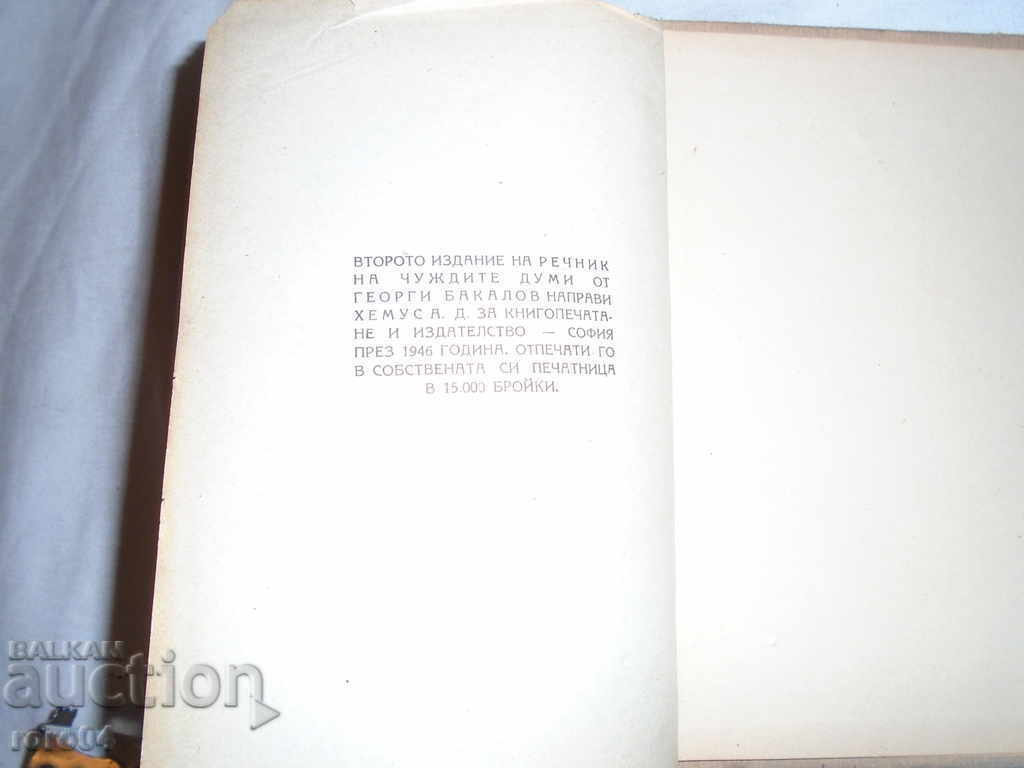 ВТОРОТО ИЗДАНИЕ НА РЕЧНИК
НА ЧУЖДИТЕ ДУМИ ОТ
ГЕОРГИ БАКАЛОВ НАПРАВИ
ХЕМУС А. Д. ЗА КНИГОПЕЧАТА-
НЕ И ИЗДАТЕЛСТВО — СОФИЯ
ПРЕЗ 1946 ГОДИНА. ОТПЕЧАТИ ГО
В СОБСТВЕНАТА СИ ПЕЧАТНИЦА
В 15.000 БРОЙКИ.
BALKAN
auction
roro04